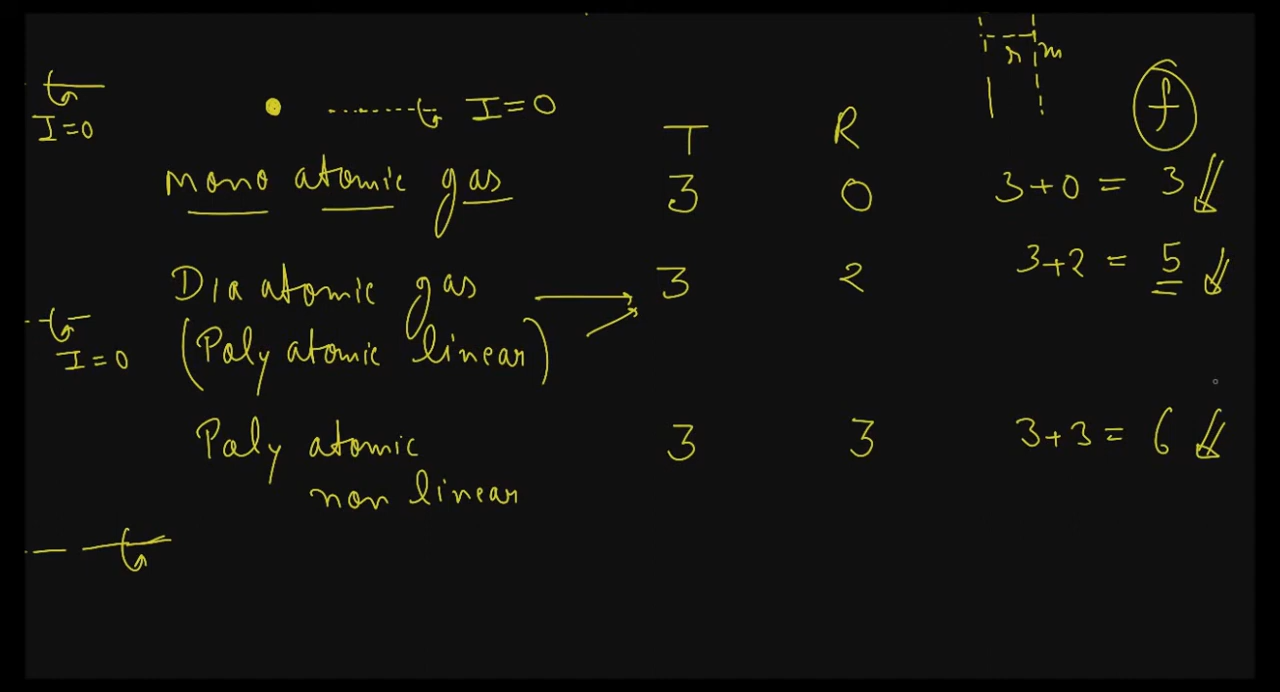 r m
I=0
I=0
T R f
mono atomic gas 3 0 3+0 = 3
Dia atomic gas 3 2 3+2 = 5
I=0 (Poly atomic linear)
Poly atomic 3 3 3+3 = 6
non linear